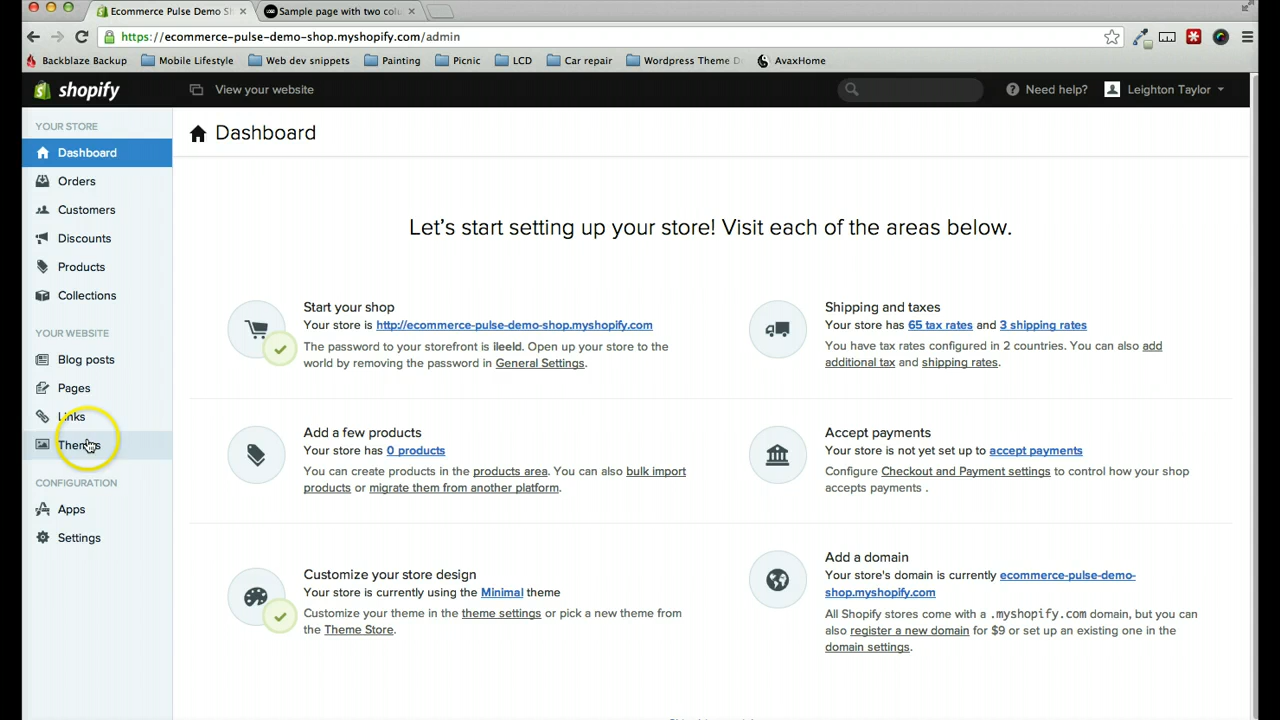 Ecommerce Pulse Demo Sh
Sample page with two colu
https://ecommerce-pulse-demo-shop.myshopify.com/admin
Backblaze Backup Mobile Lifestyle Web dev snippets Painting Picnic LCD Car repair Wordpress Theme D AvaxHome
shopify View your website Need help? Leighton Taylor
YOUR STORE
Dashboard
Orders
Customers
Discounts
Products
Collections
YOUR WEBSITE
Blog posts
Pages
Links
Themes
CONFIGURATION
Apps
Settings
Dashboard
Let's start setting up your store! Visit each of the areas below.
Start your shop
Your store is http://ecommerce-pulse-demo-shop.myshopify.com
The password to your storefront is ileeld. Open up your store to the
world by removing the password in General Settings.
Shipping and taxes
Your store has 65 tax rates and 3 shipping rates
You have tax rates configured in 2 countries. You can also add
additional tax and shipping rates.
Add a few products
Your store has 0 products
You can create products in the products area. You can also bulk import
products or migrate them from another platform.
Accept payments
Your store is not yet set up to accept payments
Configure Checkout and Payment settings to control how your shop
accepts payments .
Customize your store design
Your store is currently using the Minimal theme
Customize your theme in the theme settings or pick a new theme from
the Theme Store.
Add a domain
Your store's domain is currently ecommerce-pulse-demo-
shop.myshopify.com
All Shopify stores come with a .myshopify.com domain, but you can
also register a new domain for $9 or set up an existing one in the
domain settings.